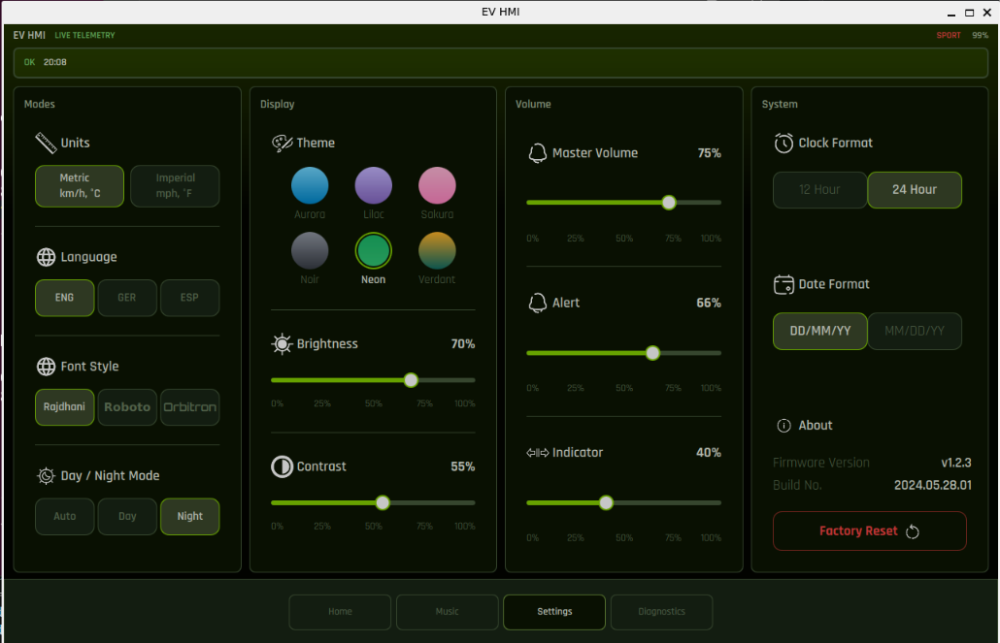 EV HMI
EV HMI LIVE TELEMETRY SPORT 99%
OK 20:08
Modes
Units
Metric
km/h, °C
Imperial
mph, °F
Language
ENG GER ESP
Font Style
Rajdhani Roboto Orbitron
Day / Night Mode
Auto Day Night
Display
Theme
Aurora Lilac Sakura
Noir Neon Verdant
Brightness 70%
0% 25% 50% 75% 100%
Contrast 55%
0% 25% 50% 75% 100%
Volume
Master Volume 75%
0% 25% 50% 75% 100%
Alert 66%
0% 25% 50% 75% 100%
Indicator 40%
0% 25% 50% 75% 100%
System
Clock Format
12 Hour 24 Hour
Date Format
DD/MM/YY MM/DD/YY
About
Firmware Version v1.2.3
Build No. 2024.05.28.01
Factory Reset
Home Music Settings Diagnostics